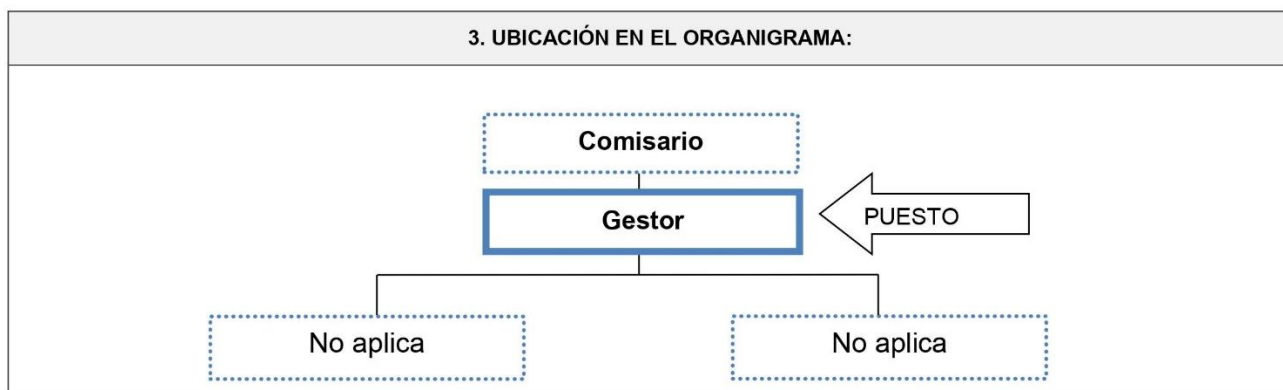 3. UBICACIÓN EN EL ORGANIGRAMA:
Comisario
Gestor
PUESTO
No aplica
No aplica